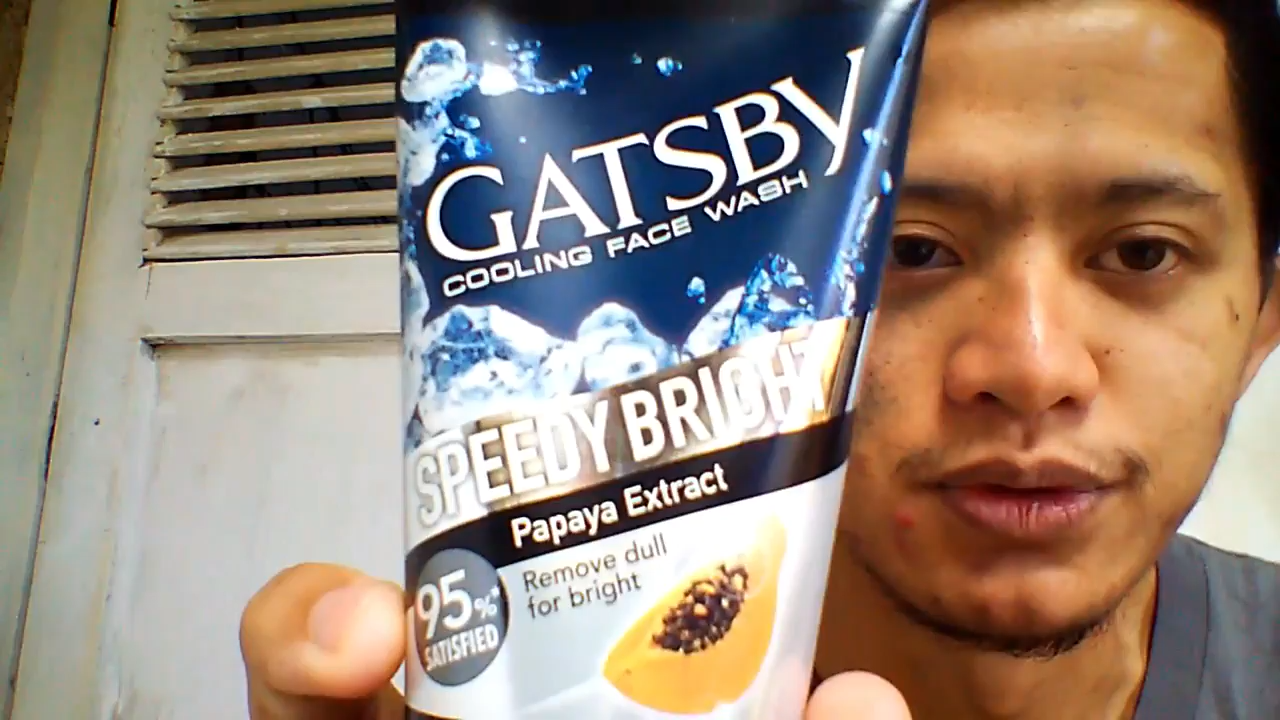 GATSBY
COOLING FACE WASH
SPEEDY BRIGHT
Papaya Extract
Remove dull
for bright
95%*
SATISFIED